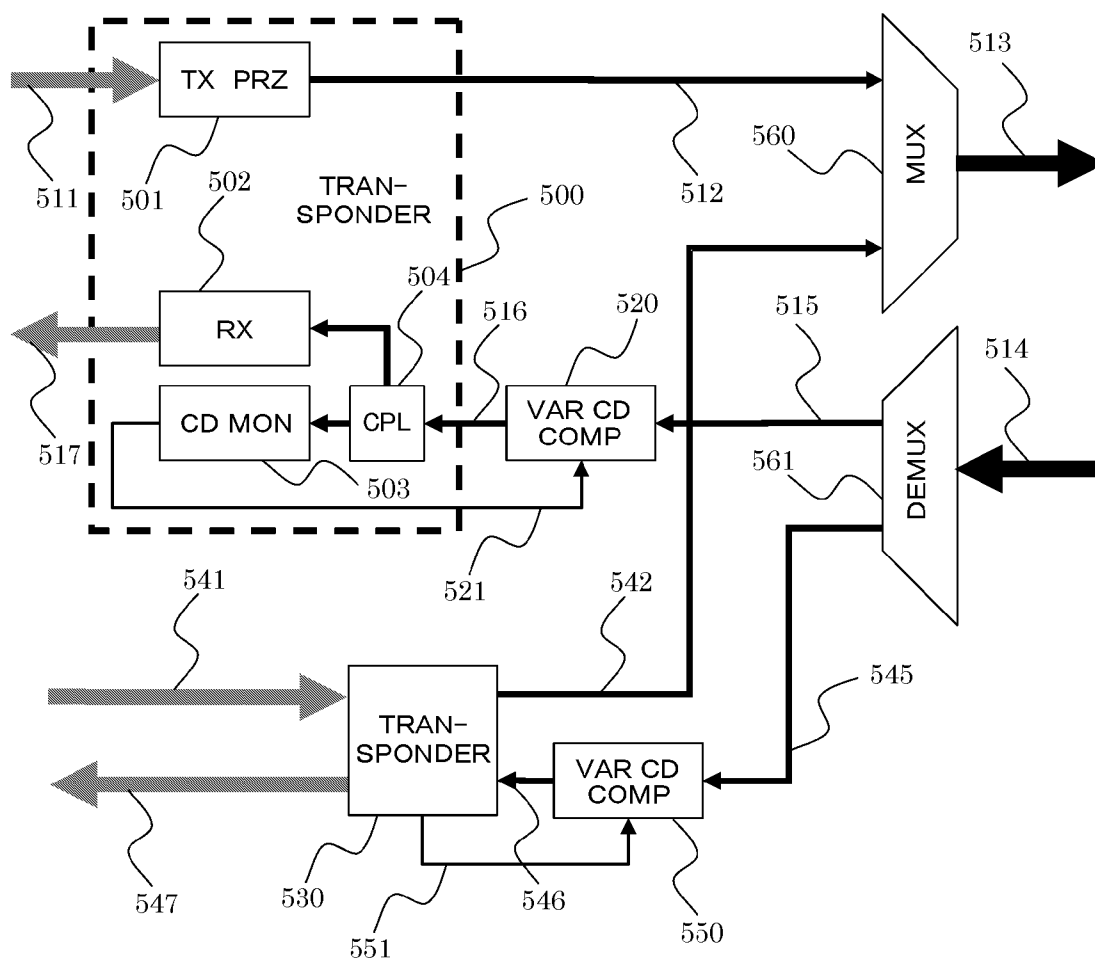 513
TX PRZ
560
MUX
511
501
502
TRAN-
SPONDER
500
512
504
516
520
515
514
RX
517
CD MON
CPL
VAR CD
COMP
561
DEMUX
503
521
541
542
545
TRAN-
SPONDER
VAR CD
COMP
547
530
551
546
550